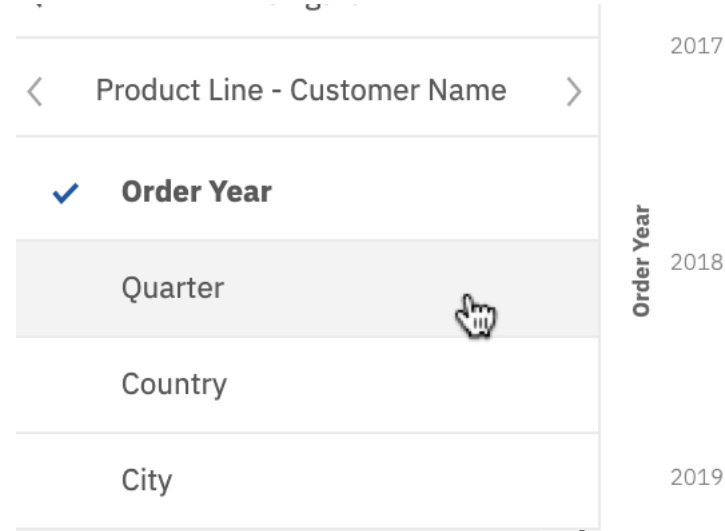 Product Line - Customer Name
Order Year
Quarter
Country
City
Order Year
2017
2018
2019